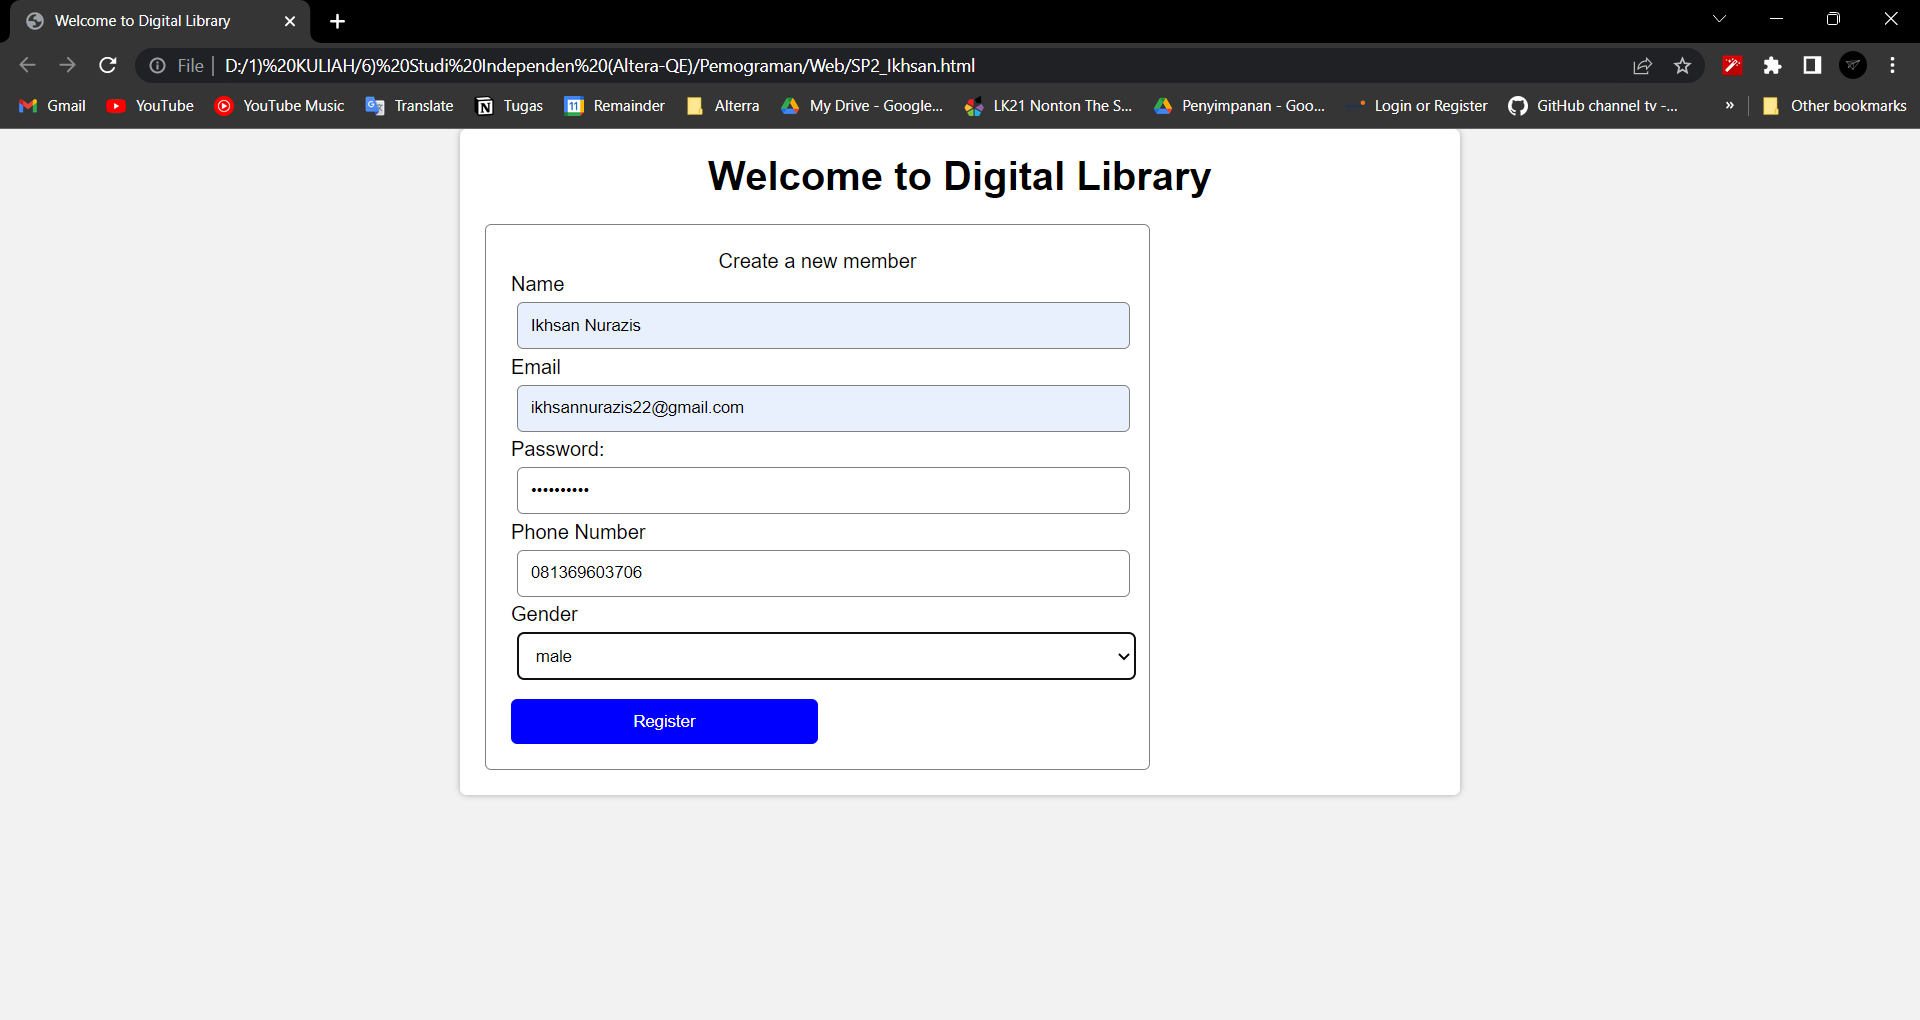 Welcome to Digital Library
File D:/1)%20KULIAH/6)%20Studi%20Independen%20(Altera-QE)/Pemograman/Web/SP2_Ikhsan.html
Gmail YouTube YouTube Music Translate Tugas 11 Remainder Alterra My Drive - Google... LK21 Nonton The S... Penyimpanan - Goo... Login or Register GitHub channel tv -... » Other bookmarks
Welcome to Digital Library
Create a new member
Name
Ikhsan Nurazis
Email
ikhsannurazis22@gmail.com
Password:
••••••••••
Phone Number
081369603706
Gender
male
Register